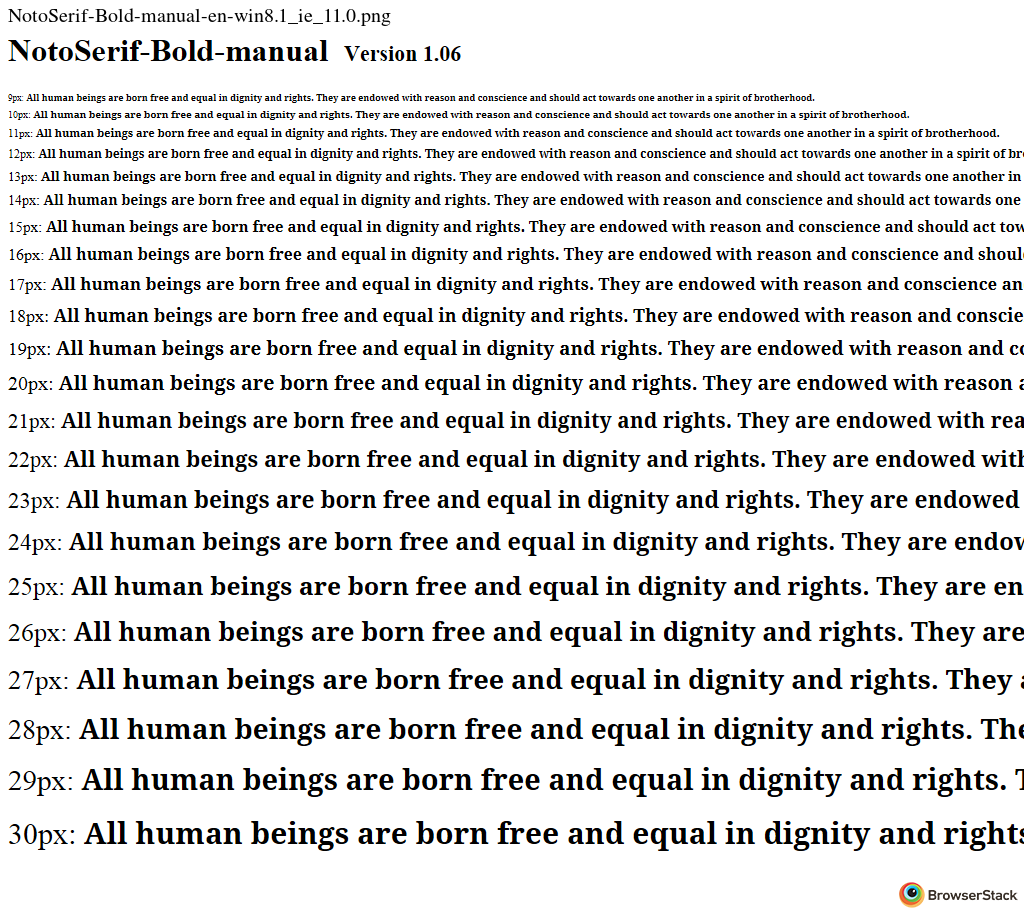 NotoSerif-Bold-manual-en-win8.1_ie_11.0.png
NotoSerif-Bold-manual Version 1.06
9px: All human beings are born free and equal in dignity and rights. They are endowed with reason and conscience and should act towards one another in a spirit of brotherhood.
10px: All human beings are born free and equal in dignity and rights. They are endowed with reason and conscience and should act towards one another in a spirit of brotherhood.
11px: All human beings are born free and equal in dignity and rights. They are endowed with reason and conscience and should act towards one another in a spirit of brotherhood.
12px: All human beings are born free and equal in dignity and rights. They are endowed with reason and conscience and should act towards one another in a spirit of br
13px: All human beings are born free and equal in dignity and rights. They are endowed with reason and conscience and should act towards one another in
14px: All human beings are born free and equal in dignity and rights. They are endowed with reason and conscience and should act towards one
15px: All human beings are born free and equal in dignity and rights. They are endowed with reason and conscience and should act tow
16px: All human beings are born free and equal in dignity and rights. They are endowed with reason and conscience and shoul
17px: All human beings are born free and equal in dignity and rights. They are endowed with reason and conscience an
18px: All human beings are born free and equal in dignity and rights. They are endowed with reason and conscie
19px: All human beings are born free and equal in dignity and rights. They are endowed with reason and co
20px: All human beings are born free and equal in dignity and rights. They are endowed with reason a
21px: All human beings are born free and equal in dignity and rights. They are endowed with rea
22px: All human beings are born free and equal in dignity and rights. They are endowed with
23px: All human beings are born free and equal in dignity and rights. They are endowed
24px: All human beings are born free and equal in dignity and rights. They are endow
25px: All human beings are born free and equal in dignity and rights. They are en
26px: All human beings are born free and equal in dignity and rights. They are
27px: All human beings are born free and equal in dignity and rights. They a
28px: All human beings are born free and equal in dignity and rights. The
29px: All human beings are born free and equal in dignity and rights. T
30px: All human beings are born free and equal in dignity and rights
BrowserStack